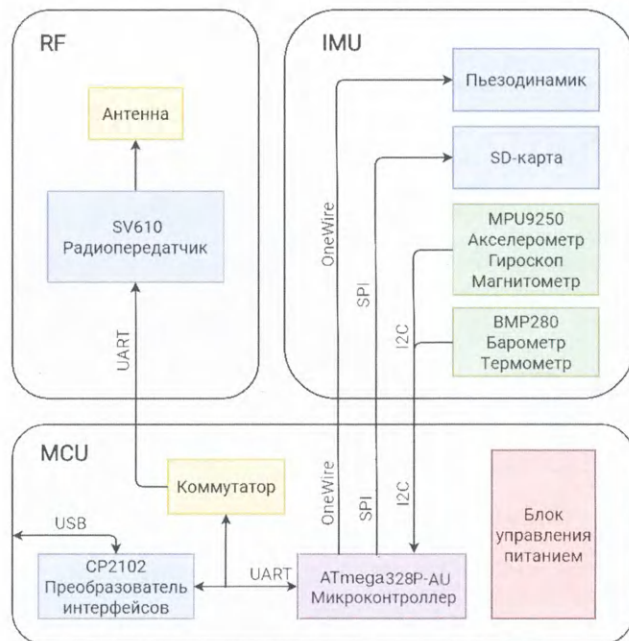 RF
Антенна
SV610
Радиопередатчик
UART
IMU
Пьезодинамик
SD-карта
MPU9250
Акселерометр
Гироскоп
Магнитометр
BMP280
Барометр
Термометр
OneWire
SPI
I2C
MCU
Коммутатор
USB
CP2102
Преобразователь
интерфейсов
UART
OneWire
SPI
I2C
ATmega328P-AU
Микроконтроллер
Блок
управления
питанием